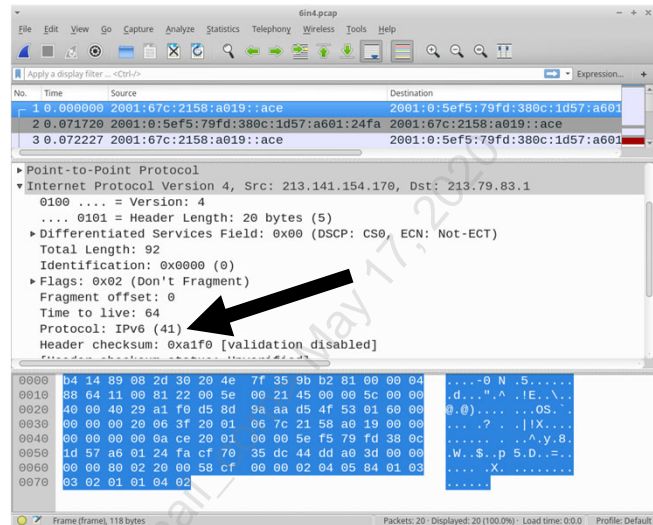 6in4.pcap
File Edit View Go Capture Analyze Statistics Telephony Wireless Tools Help
Apply a display filter ... <Ctrl-/> Expression... +
No. Time Source Destination
1 0.000000 2001:67c:2158:a019::ace 2001:0:5ef5:79fd:380c:1d57:a601
2 0.071720 2001:0:5ef5:79fd:380c:1d57:a601:24fa 2001:67c:2158:a019::ace
3 0.072227 2001:67c:2158:a019::ace 2001:0:5ef5:79fd:380c:1d57:a601
Point-to-Point Protocol
Internet Protocol Version 4, Src: 213.141.154.170, Dst: 213.79.83.1
0100 .... = Version: 4
.... 0101 = Header Length: 20 bytes (5)
Differentiated Services Field: 0x00 (DSCP: CS0, ECN: Not-ECT)
Total Length: 92
Identification: 0x0000 (0)
Flags: 0x02 (Don't Fragment)
Fragment offset: 0
Time to live: 64
Protocol: IPv6 (41)
Header checksum: 0xa1f0 [validation disabled]
[Header checksum status: Unverified]
0000 b4 14 89 08 2d 30 20 4e 7f 35 9b b2 81 00 00 04 ....-0 N .5......
0010 88 64 11 00 81 22 00 5e 00 21 45 00 00 5c 00 00 .d...".^ .!E..\..
0020 40 00 40 29 a1 f0 d5 8d 9a aa d5 4f 53 01 60 00 @.@).... ...OS.`.
0030 00 00 00 20 06 3f 20 01 06 7c 21 58 a0 19 00 00 ... .? . .|!X....
0040 00 00 00 00 0a ce 20 01 00 00 5e f5 79 fd 38 0c ...... . ..^.y.8.
0050 1d 57 a6 01 24 fa cf 70 35 dc 44 dd a0 3d 00 00 .W..$..p 5.D..=..
0060 00 00 80 02 20 00 58 cf 00 00 02 04 05 84 01 03 .... .X. ........
0070 03 02 01 01 04 02 ......
Frame (frame), 118 bytes Packets: 20 · Displayed: 20 (100.0%) · Load time: 0:0.0 Profile: Default
May 17, 2020